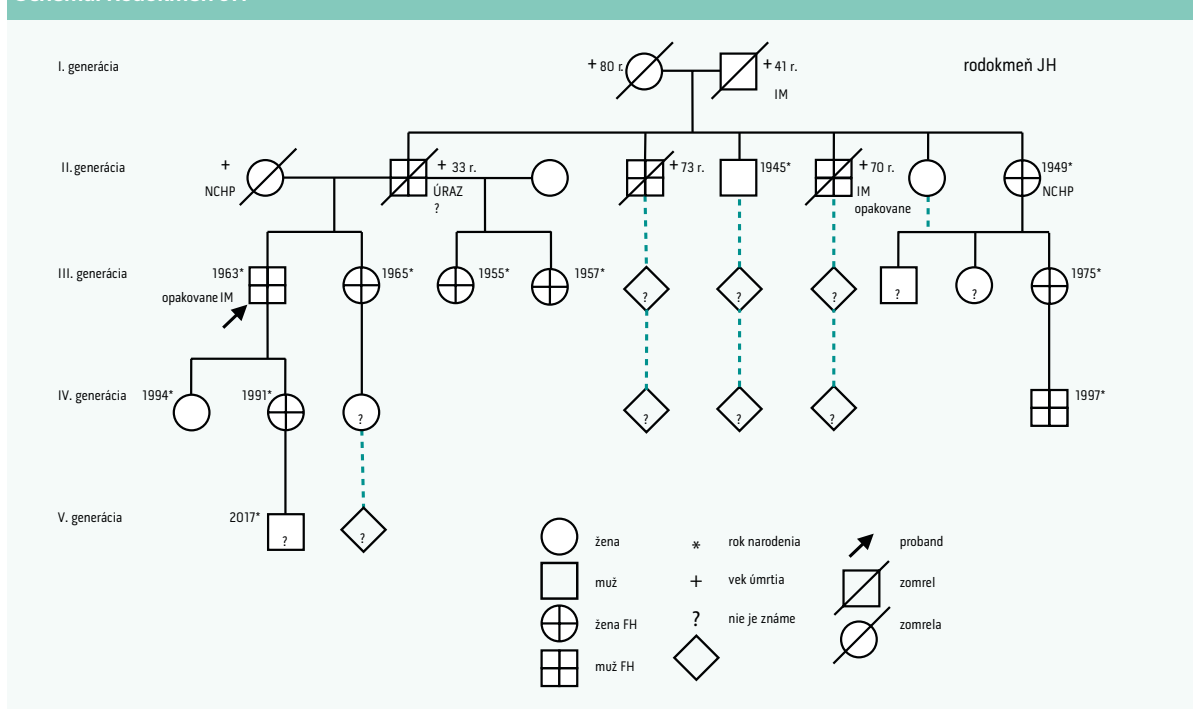 I. generácia
+ 80 r.
+ 41 r.
IM
rodokmeň JH
II. generácia
+
NCHP
+ 33 r.
ÚRAZ
?
+ 73 r.
1945*
+ 70 r.
IM
opakovane
1949*
NCHP
III. generácia
1963*
opakovane IM
1965*
1955*
1957*
?
?
?
?
?
1975*
IV. generácia
1994*
1991*
?
?
?
?
1997*
V. generácia
2017*
?
?
žena
* rok narodenia
proband
muž
+ vek úmrtia
zomrel
žena FH
? nie je známe
zomrela
muž FH